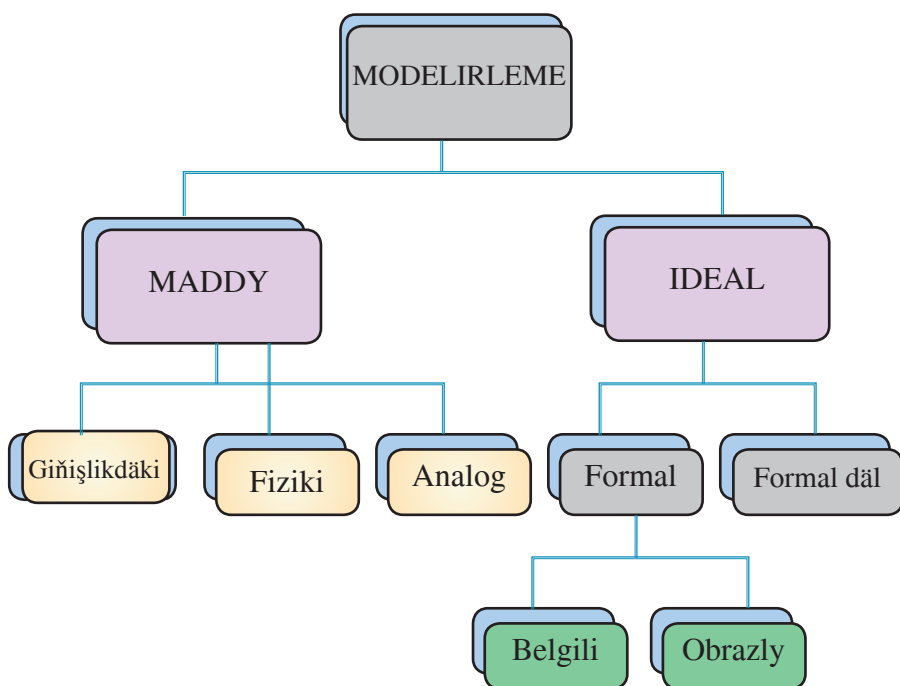 MODELIRLEME
MADDY
IDEAL
Giňişlikdäki
Fiziki
Analog
Formal
Formal däl
Belgili
Obrazly